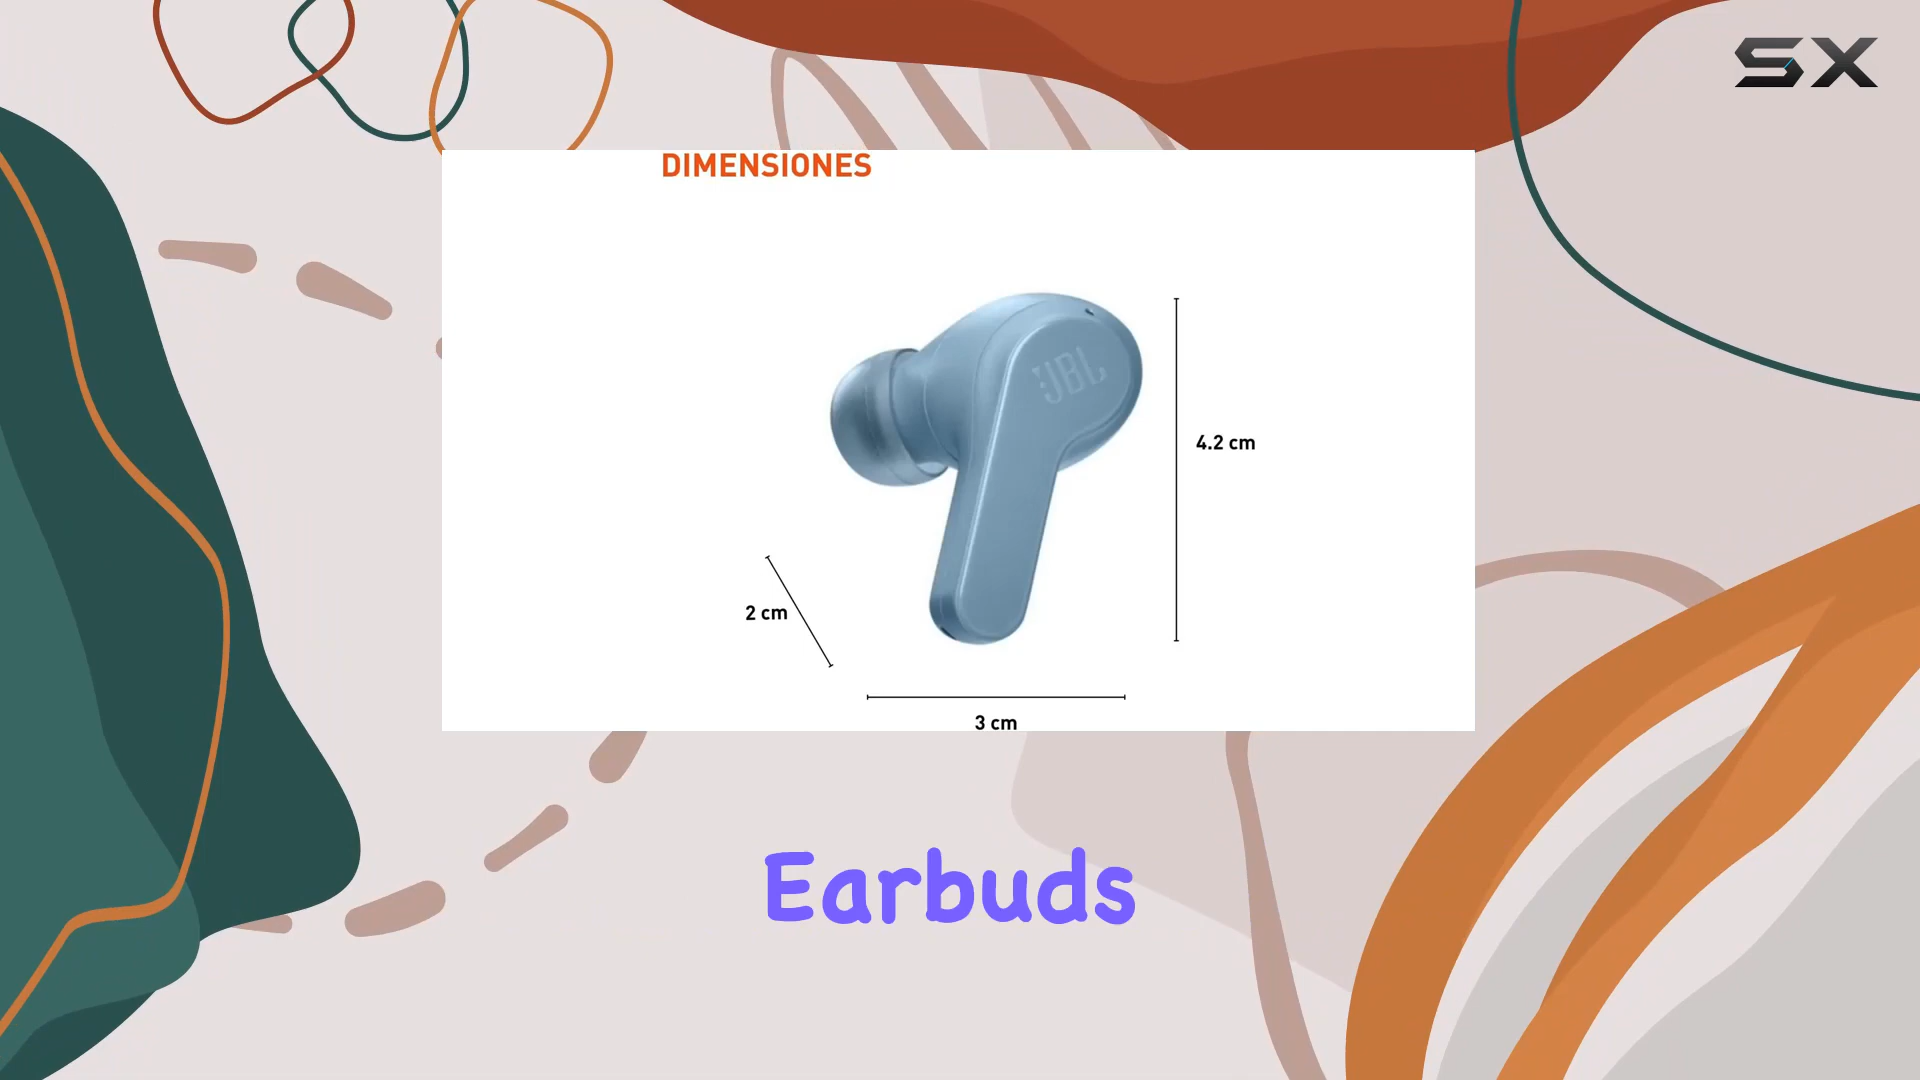 SX
DIMENSIONES
JBL
4.2 cm
2 cm
3 cm
Earbuds